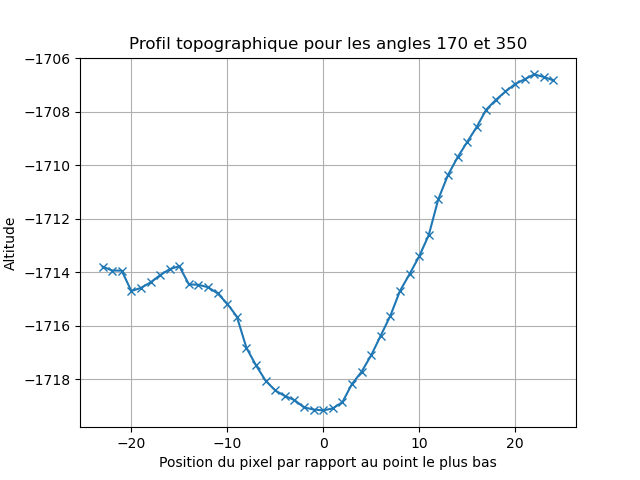 Profil topographique pour les angles 170 et 350
−1706
−1708
−1710
−1712
−1714
−1716
−1718
Altitude
−20 −10 0 10 20
Position du pixel par rapport au point le plus bas